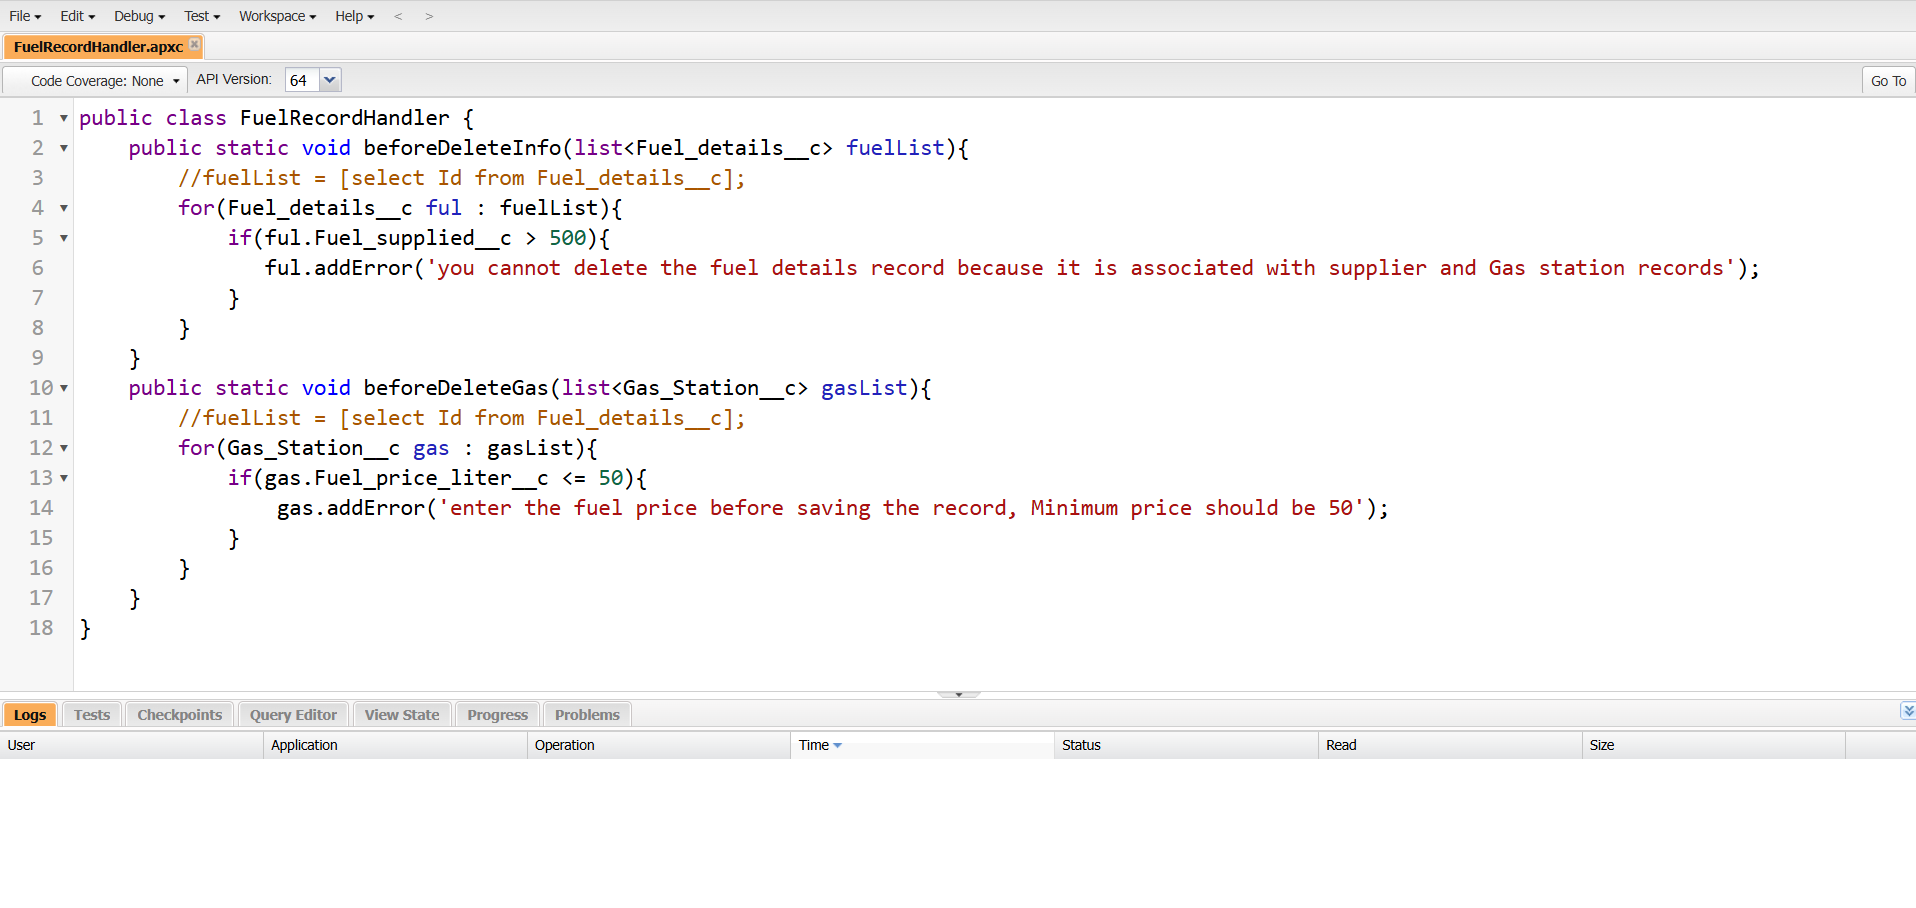 File Edit Debug Test Workspace Help < >
FuelRecordHandler.apxc
Code Coverage: None API Version: 64 Go To
1 public class FuelRecordHandler {
2 public static void beforeDeleteInfo(list<Fuel_details__c> fuelList){
3 //fuelList = [select Id from Fuel_details__c];
4 for(Fuel_details__c ful : fuelList){
5 if(ful.Fuel_supplied__c > 500){
6 ful.addError('you cannot delete the fuel details record because it is associated with supplier and Gas station records');
7 }
8 }
9 }
10 public static void beforeDeleteGas(list<Gas_Station__c> gasList){
11 //fuelList = [select Id from Fuel_details__c];
12 for(Gas_Station__c gas : gasList){
13 if(gas.Fuel_price_liter__c <= 50){
14 gas.addError('enter the fuel price before saving the record, Minimum price should be 50');
15 }
16 }
17 }
18 }
Logs Tests Checkpoints Query Editor View State Progress Problems
User Application Operation Time Status Read Size